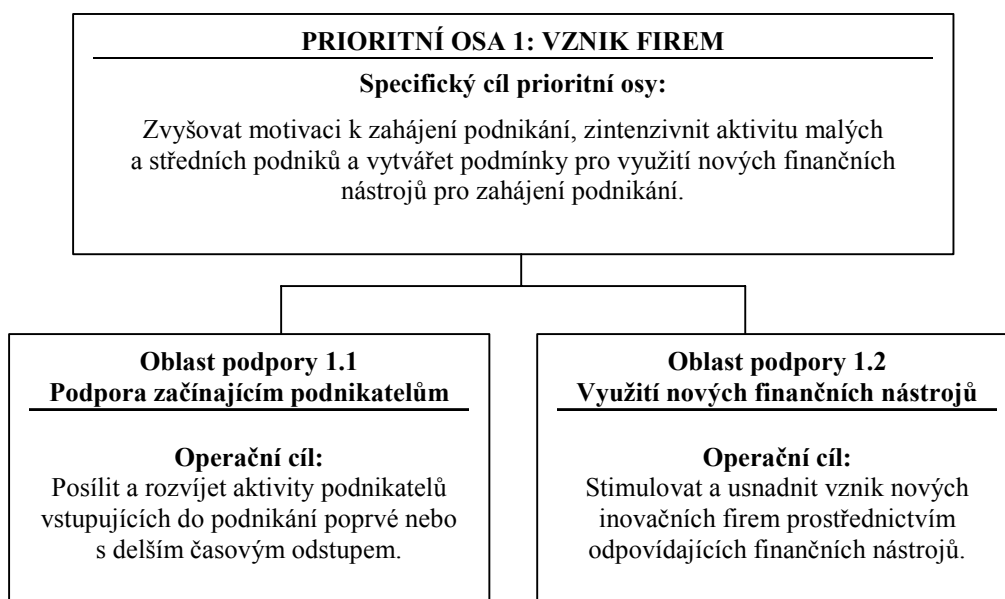 PRIORITNÍ OSA 1: VZNIK FIREM
Specifický cíl prioritní osy:
Zvyšovat motivaci k zahájení podnikání, zintenzivnit aktivitu malých
a středních podniků a vytvářet podmínky pro využití nových finančních
nástrojů pro zahájení podnikání.
Oblast podpory 1.1
Podpora začínajícím podnikatelům
Operační cíl:
Posílit a rozvíjet aktivity podnikatelů
vstupujících do podnikání poprvé nebo
s delším časovým odstupem.
Oblast podpory 1.2
Využití nových finančních nástrojů
Operační cíl:
Stimulovat a usnadnit vznik nových
inovačních firem prostřednictvím
odpovídajících finančních nástrojů.